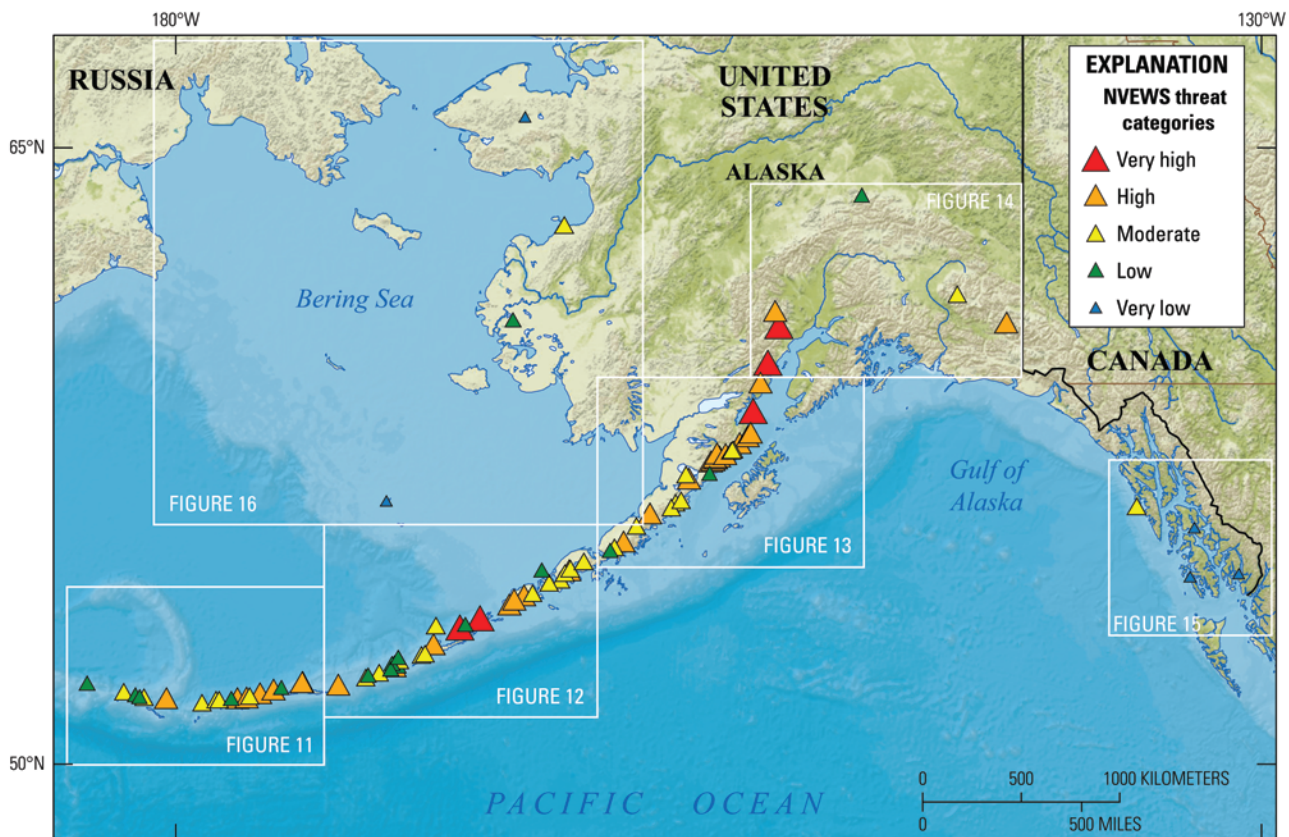 180°W
130°W
RUSSIA
UNITED
STATES
EXPLANATION
NVEWS threat
categories
Very high
High
Moderate
Low
Very low
65°N
ALASKA
FIGURE 14
Bering Sea
CANADA
Gulf of
Alaska
FIGURE 16
FIGURE 13
FIGURE 15
FIGURE 12
FIGURE 11
50°N
0 500 1000 KILOMETERS
0 500 MILES
PACIFIC OCEAN